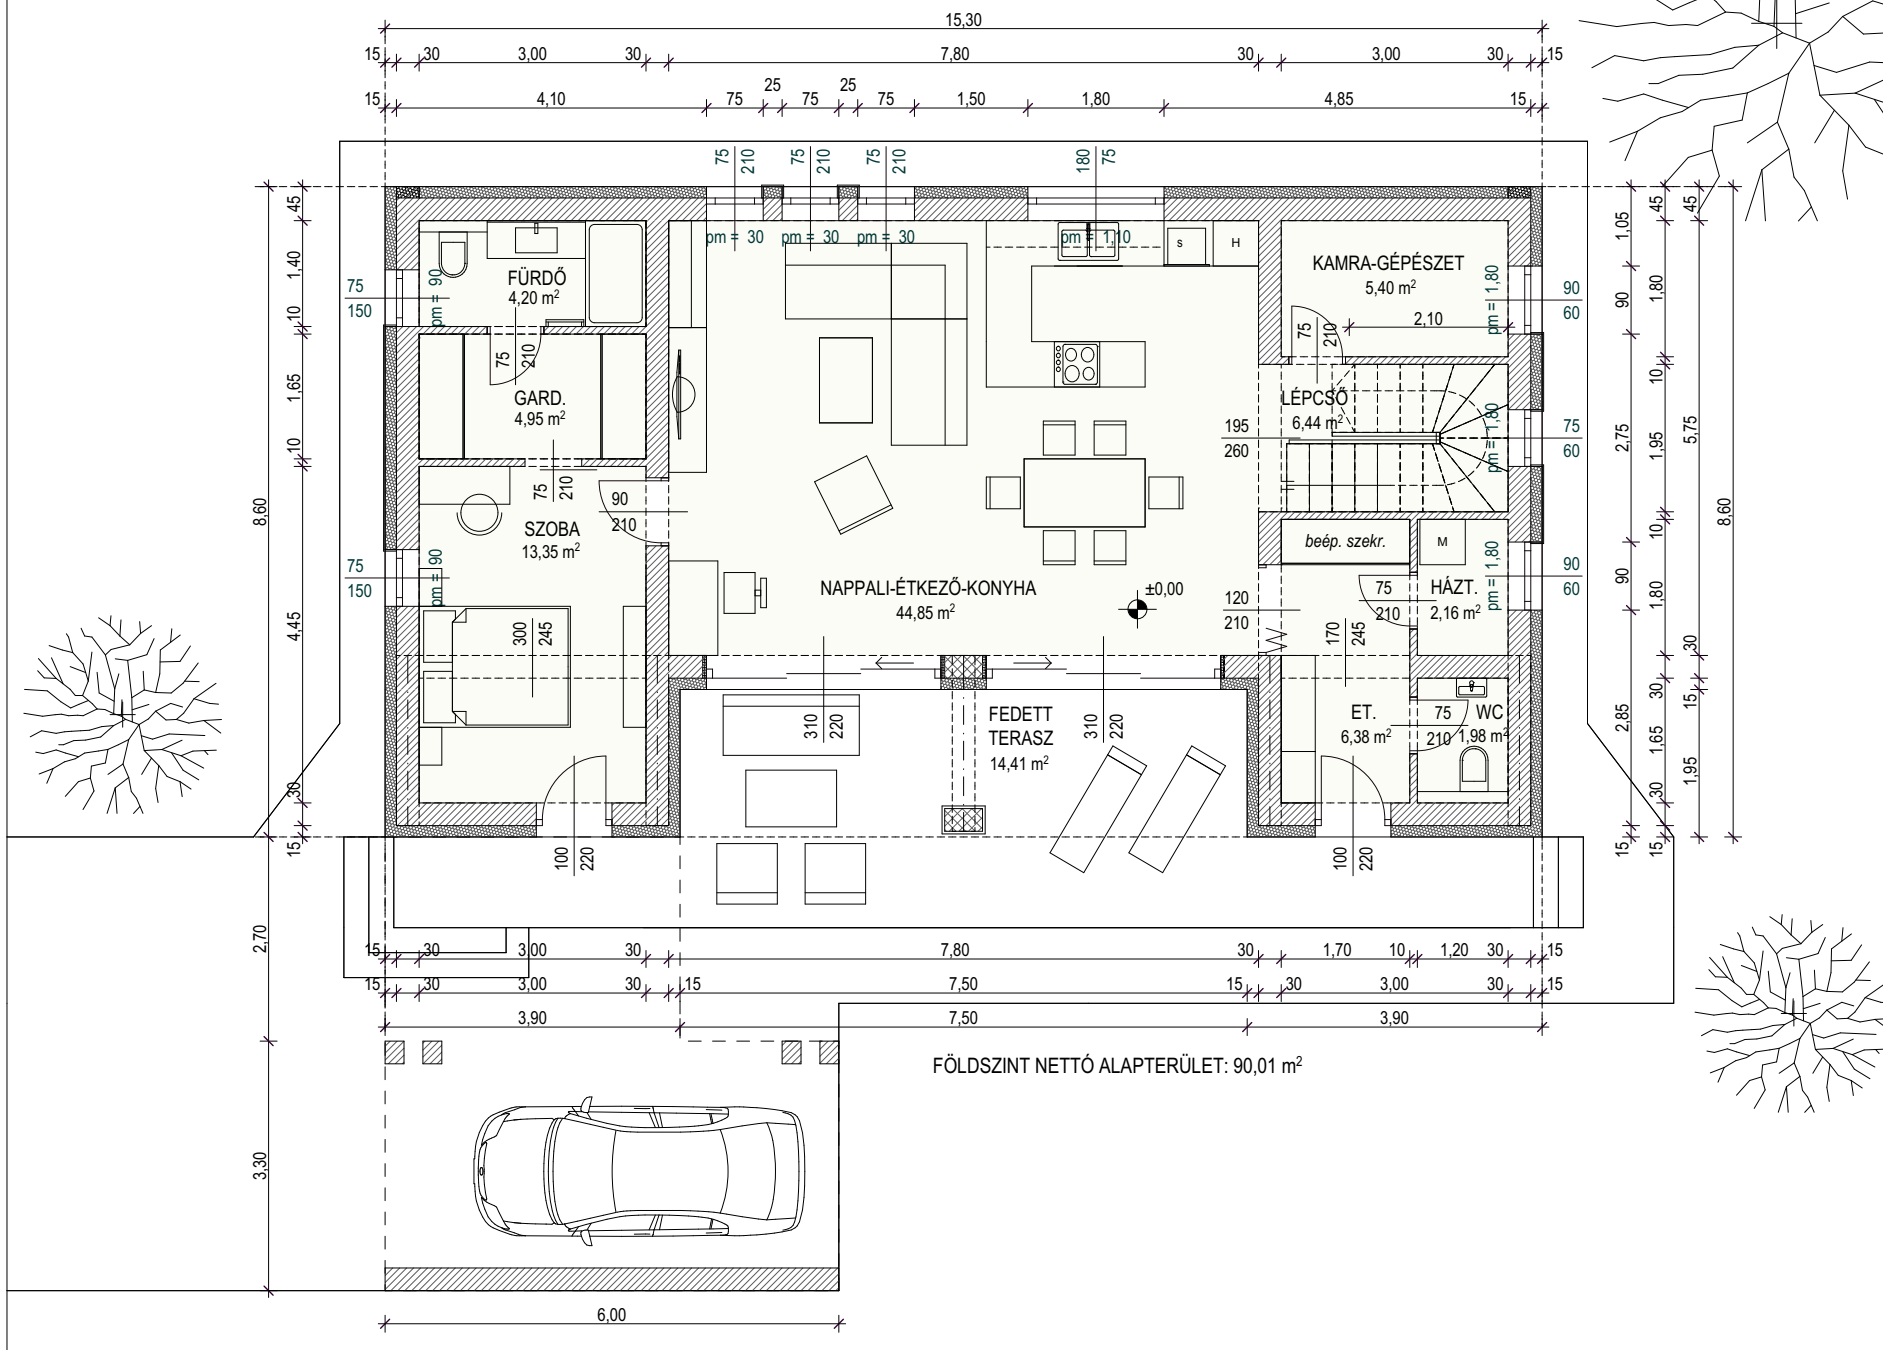 15,30
15 30 3,00 30 7,80 30 3,00 30 15
15 4,10 75 25 75 25 75 1,50 1,80 4,85 15
75 210 75 210 75 210 180 75
pm = 30 pm = 30 pm = 30 pm = 1,10
s H
FÜRDŐ
4,20 m²
KAMRA-GÉPÉSZET
5,40 m²
75
150
pm = 90
pm = 1,80
90
60
75 210
75 210
2,10
GARD.
4,95 m²
LÉPCSŐ
6,44 m²
195
260
pm = 1,80
75
60
75 210
90
210
SZOBA
13,35 m²
beép. szekr.
M
75
150
pm = 90
NAPPALI-ÉTKEZŐ-KONYHA
44,85 m²
±0,00
120
210
75
210
HÁZT.
2,16 m²
pm = 1,80
90
60
300 245
170 245
310 220
FEDETT
TERASZ
14,41 m²
310 220
ET.
6,38 m²
75
210
WC
1,98 m²
100 220
100 220
45 1,40 10 1,65 10 4,45 30 15
8,60
2,70
3,30
1,05 90 2,75 90 2,85 15
45 1,80 10 1,95 10 1,80 30 1,65 30 15
45 5,75 30 15 1,95
8,60
15 30 3,00 30 7,80 30 1,70 10 1,20 30 15
15 30 3,00 30 15 7,50 15 30 3,00 30 15
3,90 7,50 3,90
FÖLDSZINT NETTÓ ALAPTERÜLET: 90,01 m²
6,00